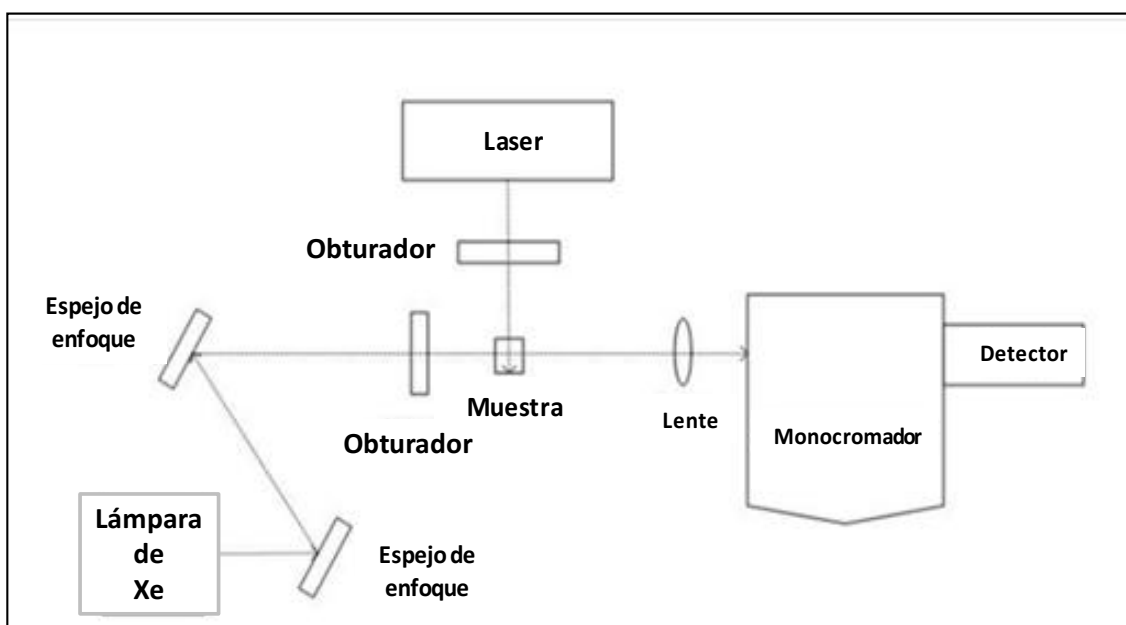 Laser
Obturador
Espejo de
enfoque
Detector
Muestra
Lente
Obturador
Monocromador
Lámpara
de
Xe
Espejo de
enfoque